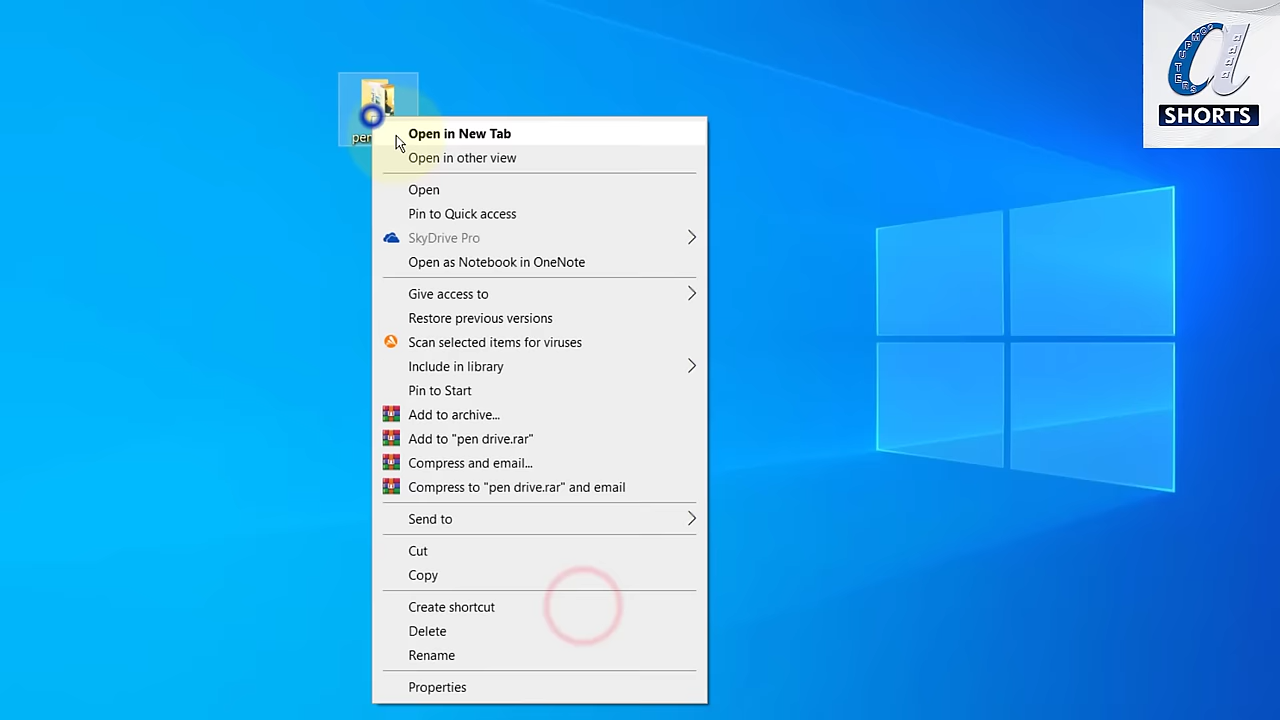 SHORTS
Open in New Tab
Open in other view
Open
Pin to Quick access
SkyDrive Pro
Open as Notebook in OneNote
Give access to
Restore previous versions
Scan selected items for viruses
Include in library
Pin to Start
Add to archive...
Add to "pen drive.rar"
Compress and email...
Compress to "pen drive.rar" and email
Send to
Cut
Copy
Create shortcut
Delete
Rename
Properties